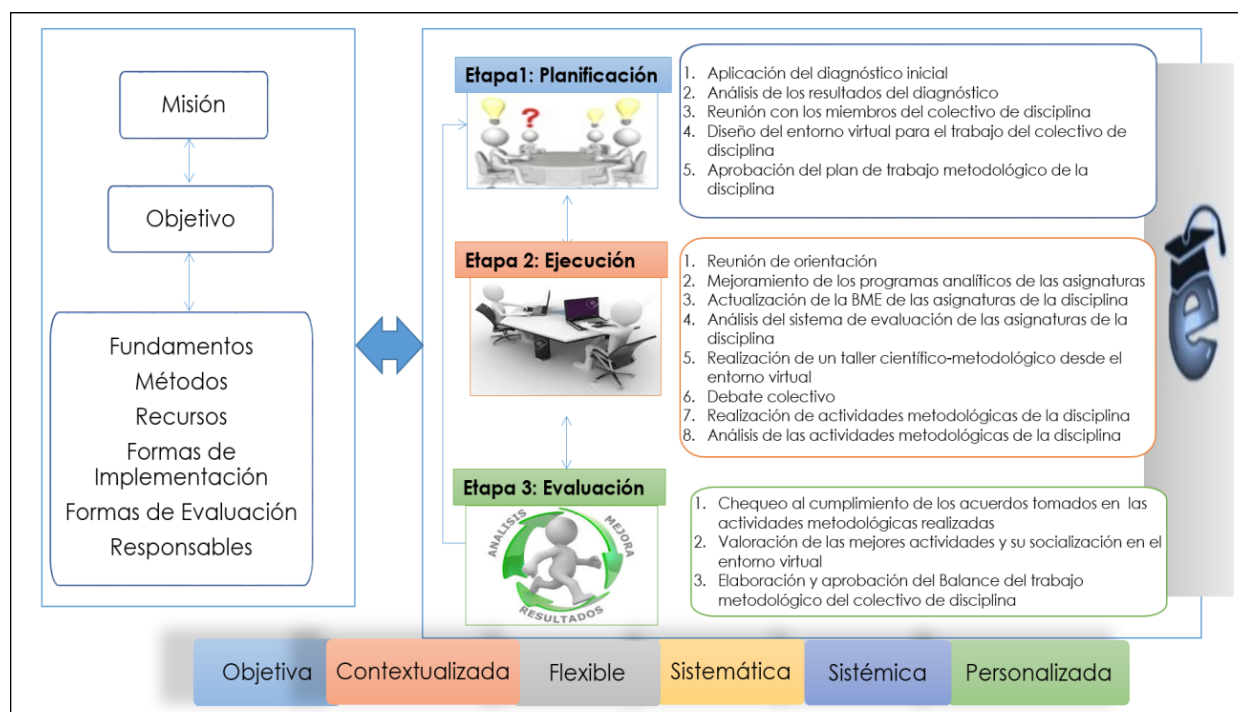 Misión
Objetivo
Fundamentos
Métodos
Recursos
Formas de
Implementación
Formas de Evaluación
Responsables
Etapa1: Planificación
?
1. Aplicación del diagnóstico inicial
2. Análisis de los resultados del diagnóstico
3. Reunión con los miembros del colectivo de disciplina
4. Diseño del entorno virtual para el trabajo del colectivo de
disciplina
5. Aprobación del plan de trabajo metodológico de la
disciplina
Etapa 2: Ejecución
1. Reunión de orientación
2. Mejoramiento de los programas analíticos de las asignaturas
3. Actualización de la BME de las asignaturas de la disciplina
4. Análisis del sistema de evaluación de las asignaturas de la
disciplina
5. Realización de un taller científico-metodológico desde el
entorno virtual
6. Debate colectivo
7. Realización de actividades metodológicas de la disciplina
8. Análisis de las actividades metodológicas de la disciplina
Etapa 3: Evaluación
ANALISIS
MEJORA
RESULTADOS
1. Chequeo al cumplimiento de los acuerdos tomados en las
actividades metodológicas realizadas
2. Valoración de las mejores actividades y su socialización en el
entorno virtual
3. Elaboración y aprobación del Balance del trabajo
metodológico del colectivo de disciplina
e
Objetiva
Contextualizada
Flexible
Sistemática
Sistémica
Personalizada